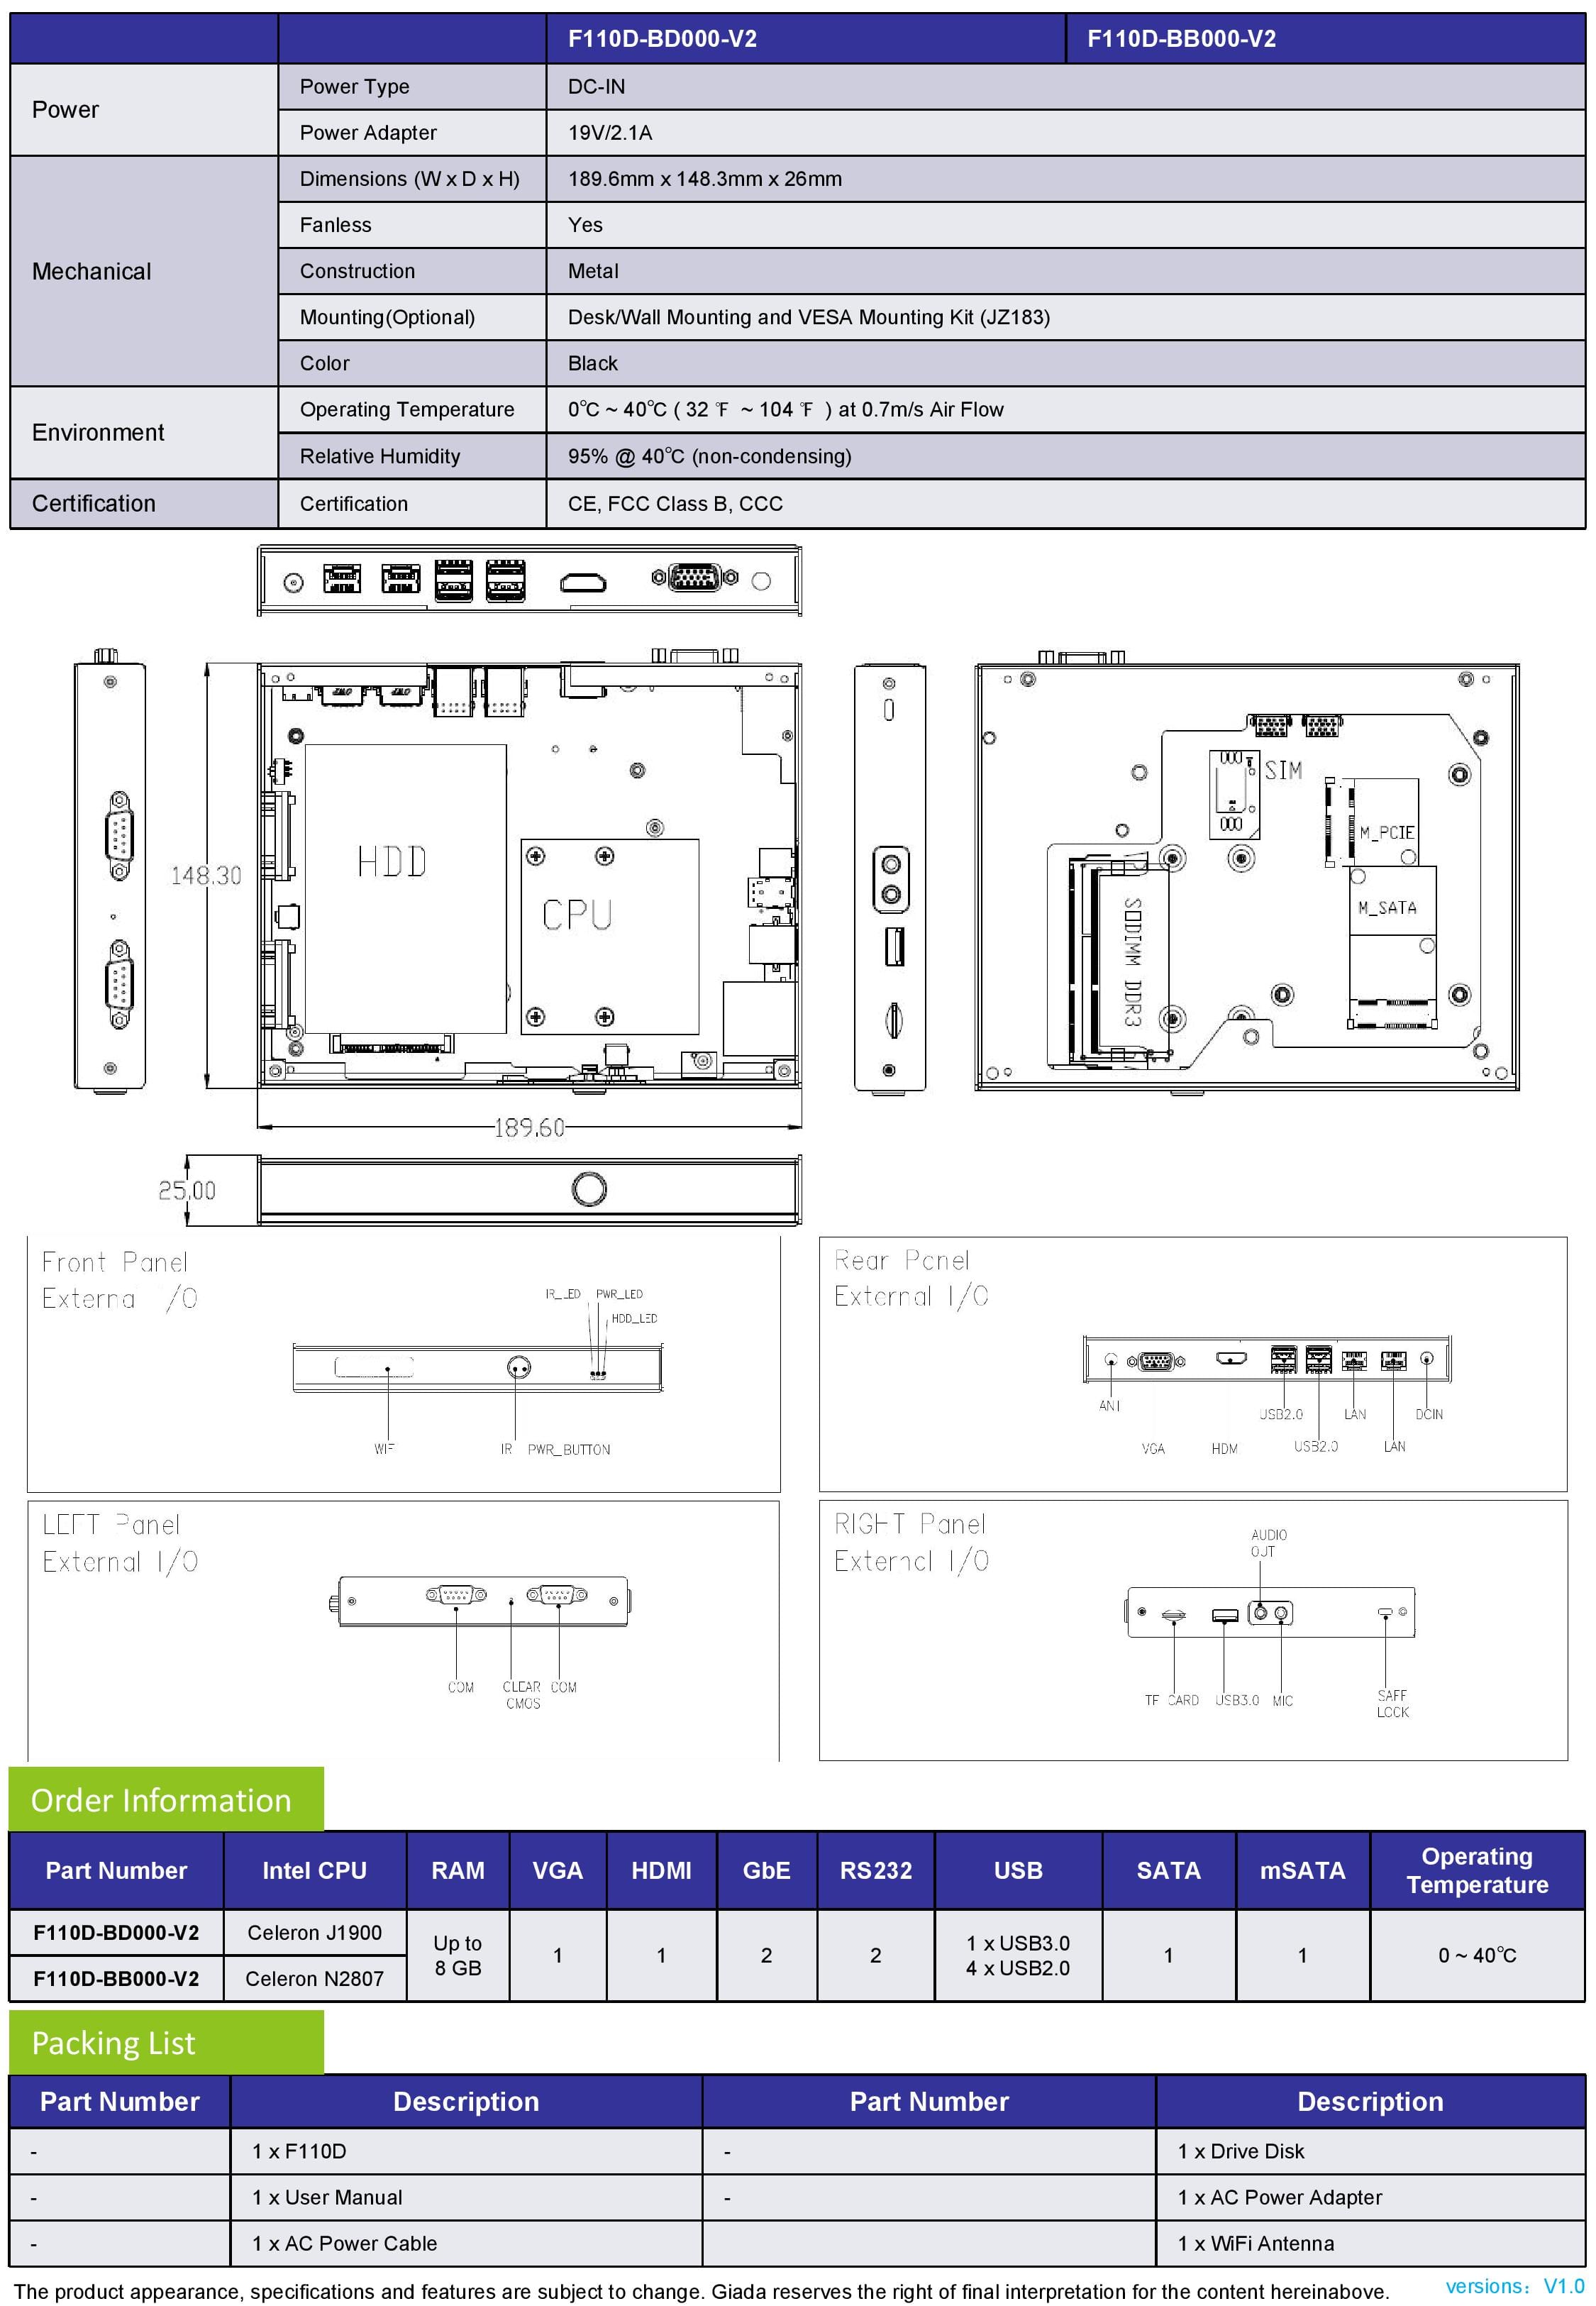 F110D-BD000-V2 F110D-BB000-V2
Power
Power Type DC-IN
Power Adapter 19V/2.1A
Mechanical
Dimensions (W x D x H) 189.6mm x 148.3mm x 26mm
Fanless Yes
Construction Metal
Mounting(Optional) Desk/Wall Mounting and VESA Mounting Kit (JZ183)
Color Black
Environment
Operating Temperature 0℃ ~ 40℃ ( 32 ℉ ~ 104 ℉ ) at 0.7m/s Air Flow
Relative Humidity 95% @ 40℃ (non-condensing)
Certification Certification CE, FCC Class B, CCC
148.30
HDD
CPU
189.60
SIM
M_PCIE
M_SATA
SODIMM DDR3
25.00
Front Panel
IR_LED PWR_LED
HDD_LED
IR PWR_BUTTON
Rear Panel
External I/O
USB2.0 LAN DCIN
VGA HDM USB2.0 LAN
LEFT Panel
External I/O
COM CLEAR COM
CMOS
RIGHT Panel
External I/O
AUDIO
OUT
TF CARD USB3.0 MIC
LOCK
Order Information
Part Number Intel CPU RAM VGA HDMI GbE RS232 USB SATA mSATA Operating Temperature
F110D-BD000-V2 Celeron J1900
F110D-BB000-V2 Celeron N2807
Up to 8 GB 1 1 2 2 1 x USB3.0 4 x USB2.0 1 1 0 ~ 40℃
Packing List
Part Number Description Part Number Description
- 1 x F110D - 1 x Drive Disk
- 1 x User Manual - 1 x AC Power Adapter
- 1 x AC Power Cable 1 x WiFi Antenna
The product appearance, specifications and features are subject to change. Giada reserves the right of final interpretation for the content hereinabove. versions：V1.0